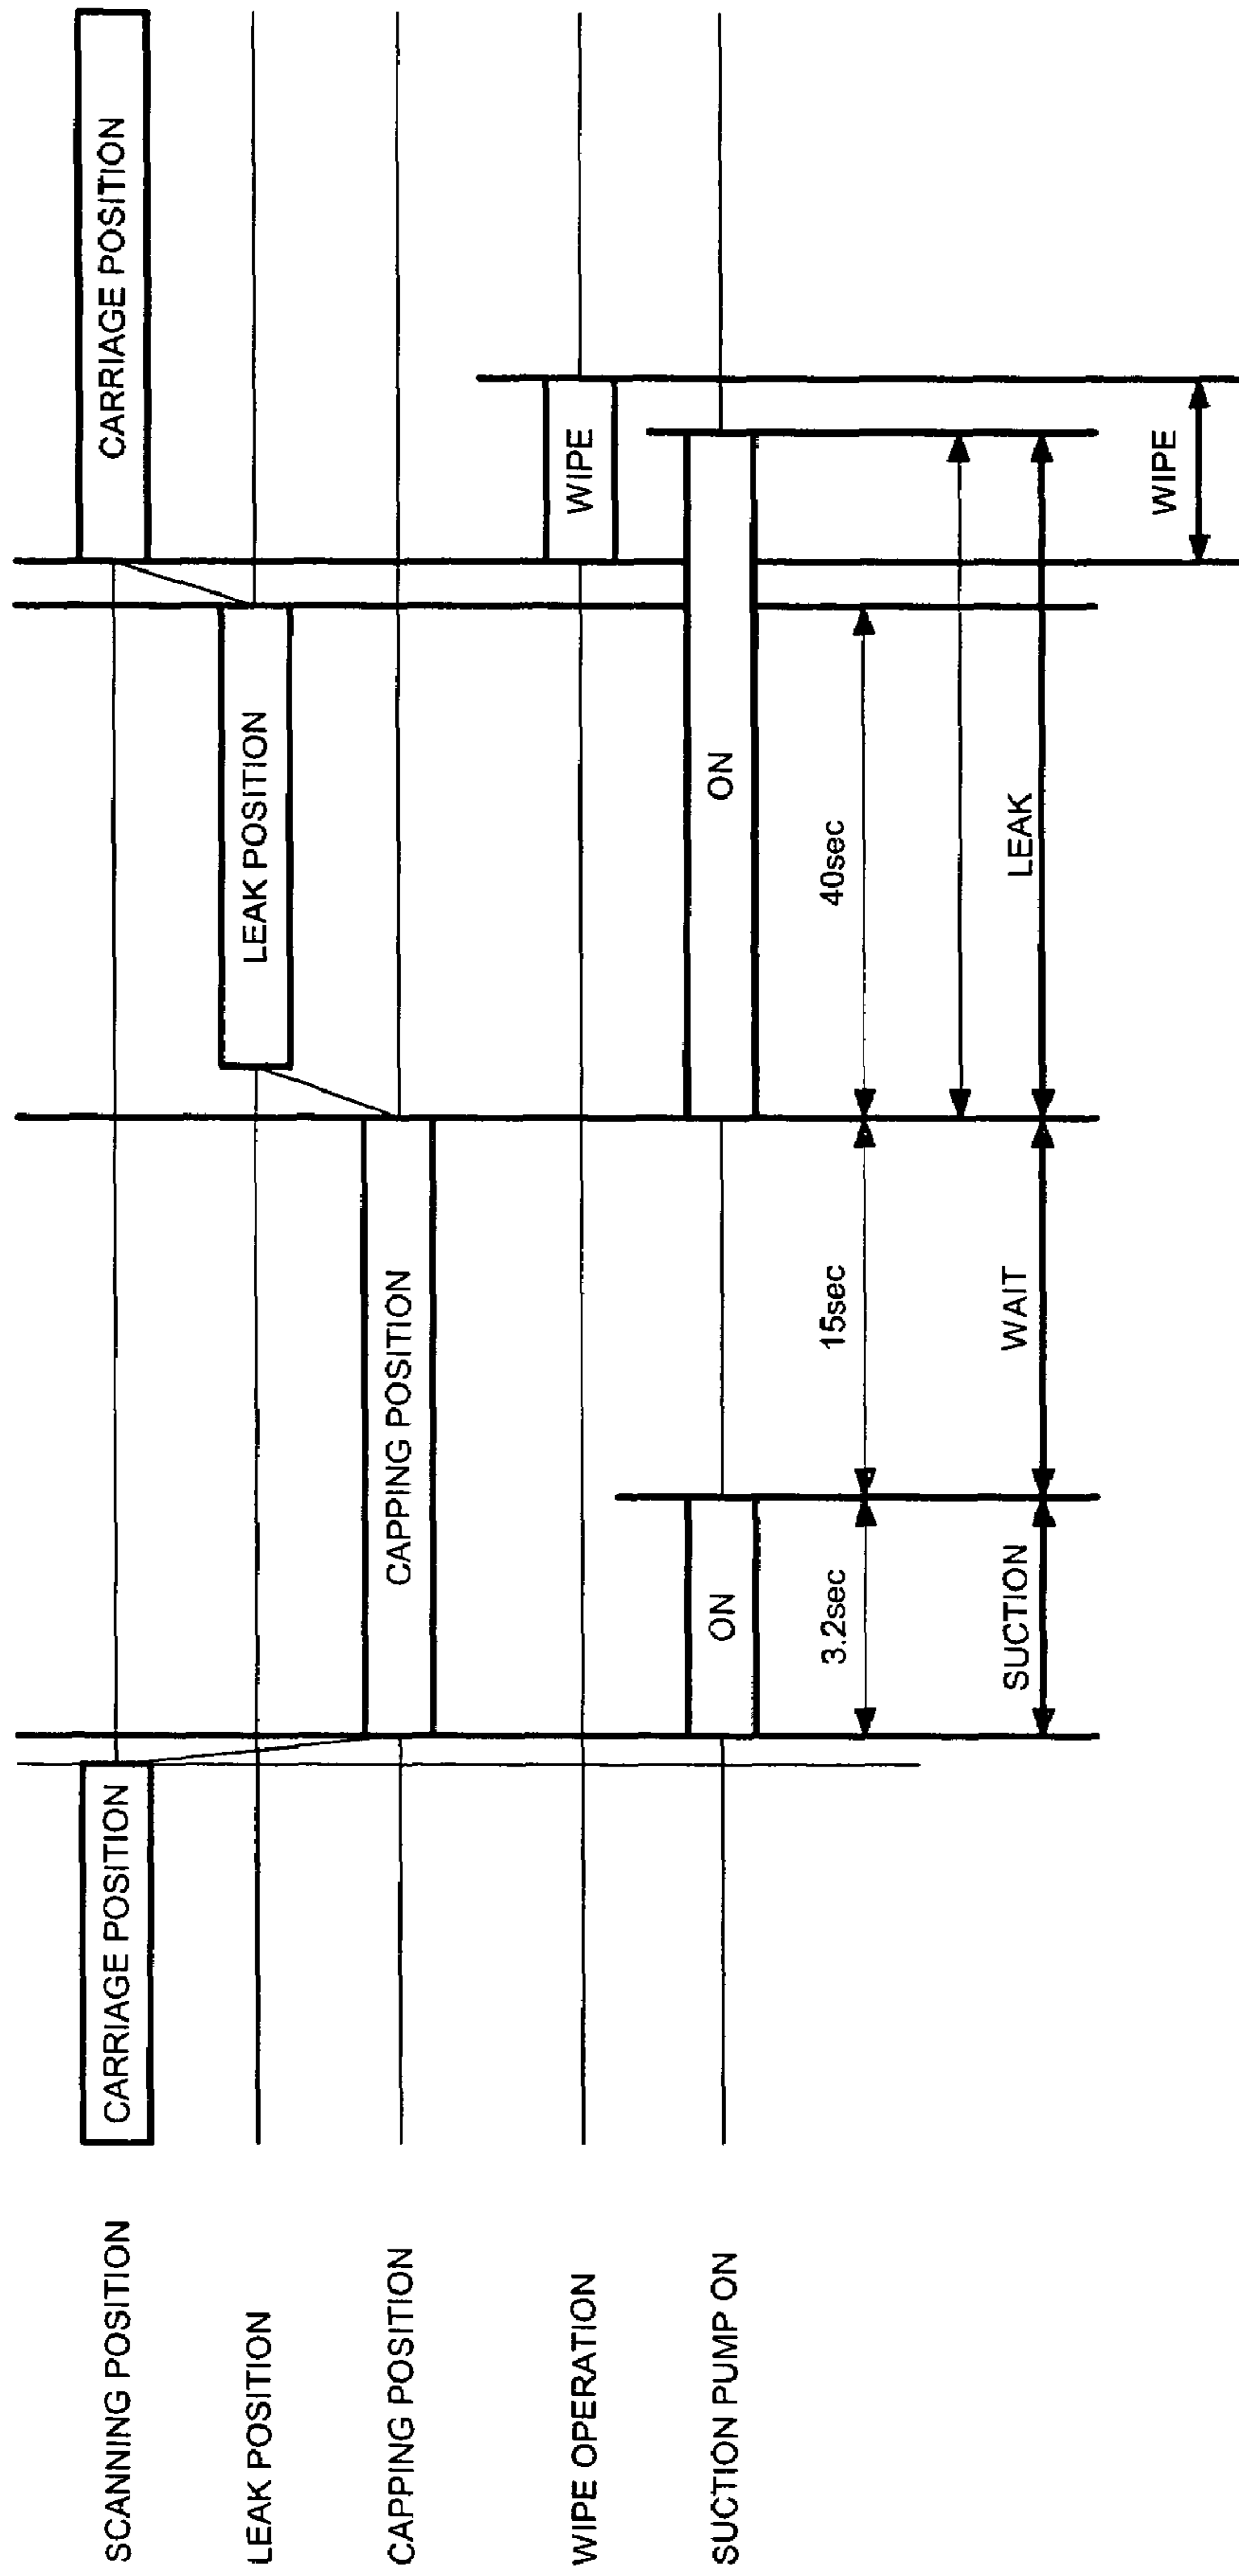 SCANNING POSITION
CARRIAGE POSITION
CARRIAGE POSITION
LEAK POSITION
LEAK POSITION
CAPPING POSITION
CAPPING POSITION
WIPE OPERATION
WIPE
SUCTION PUMP ON
ON
ON
3.2sec
15sec
40sec
SUCTION
WAIT
LEAK
WIPE